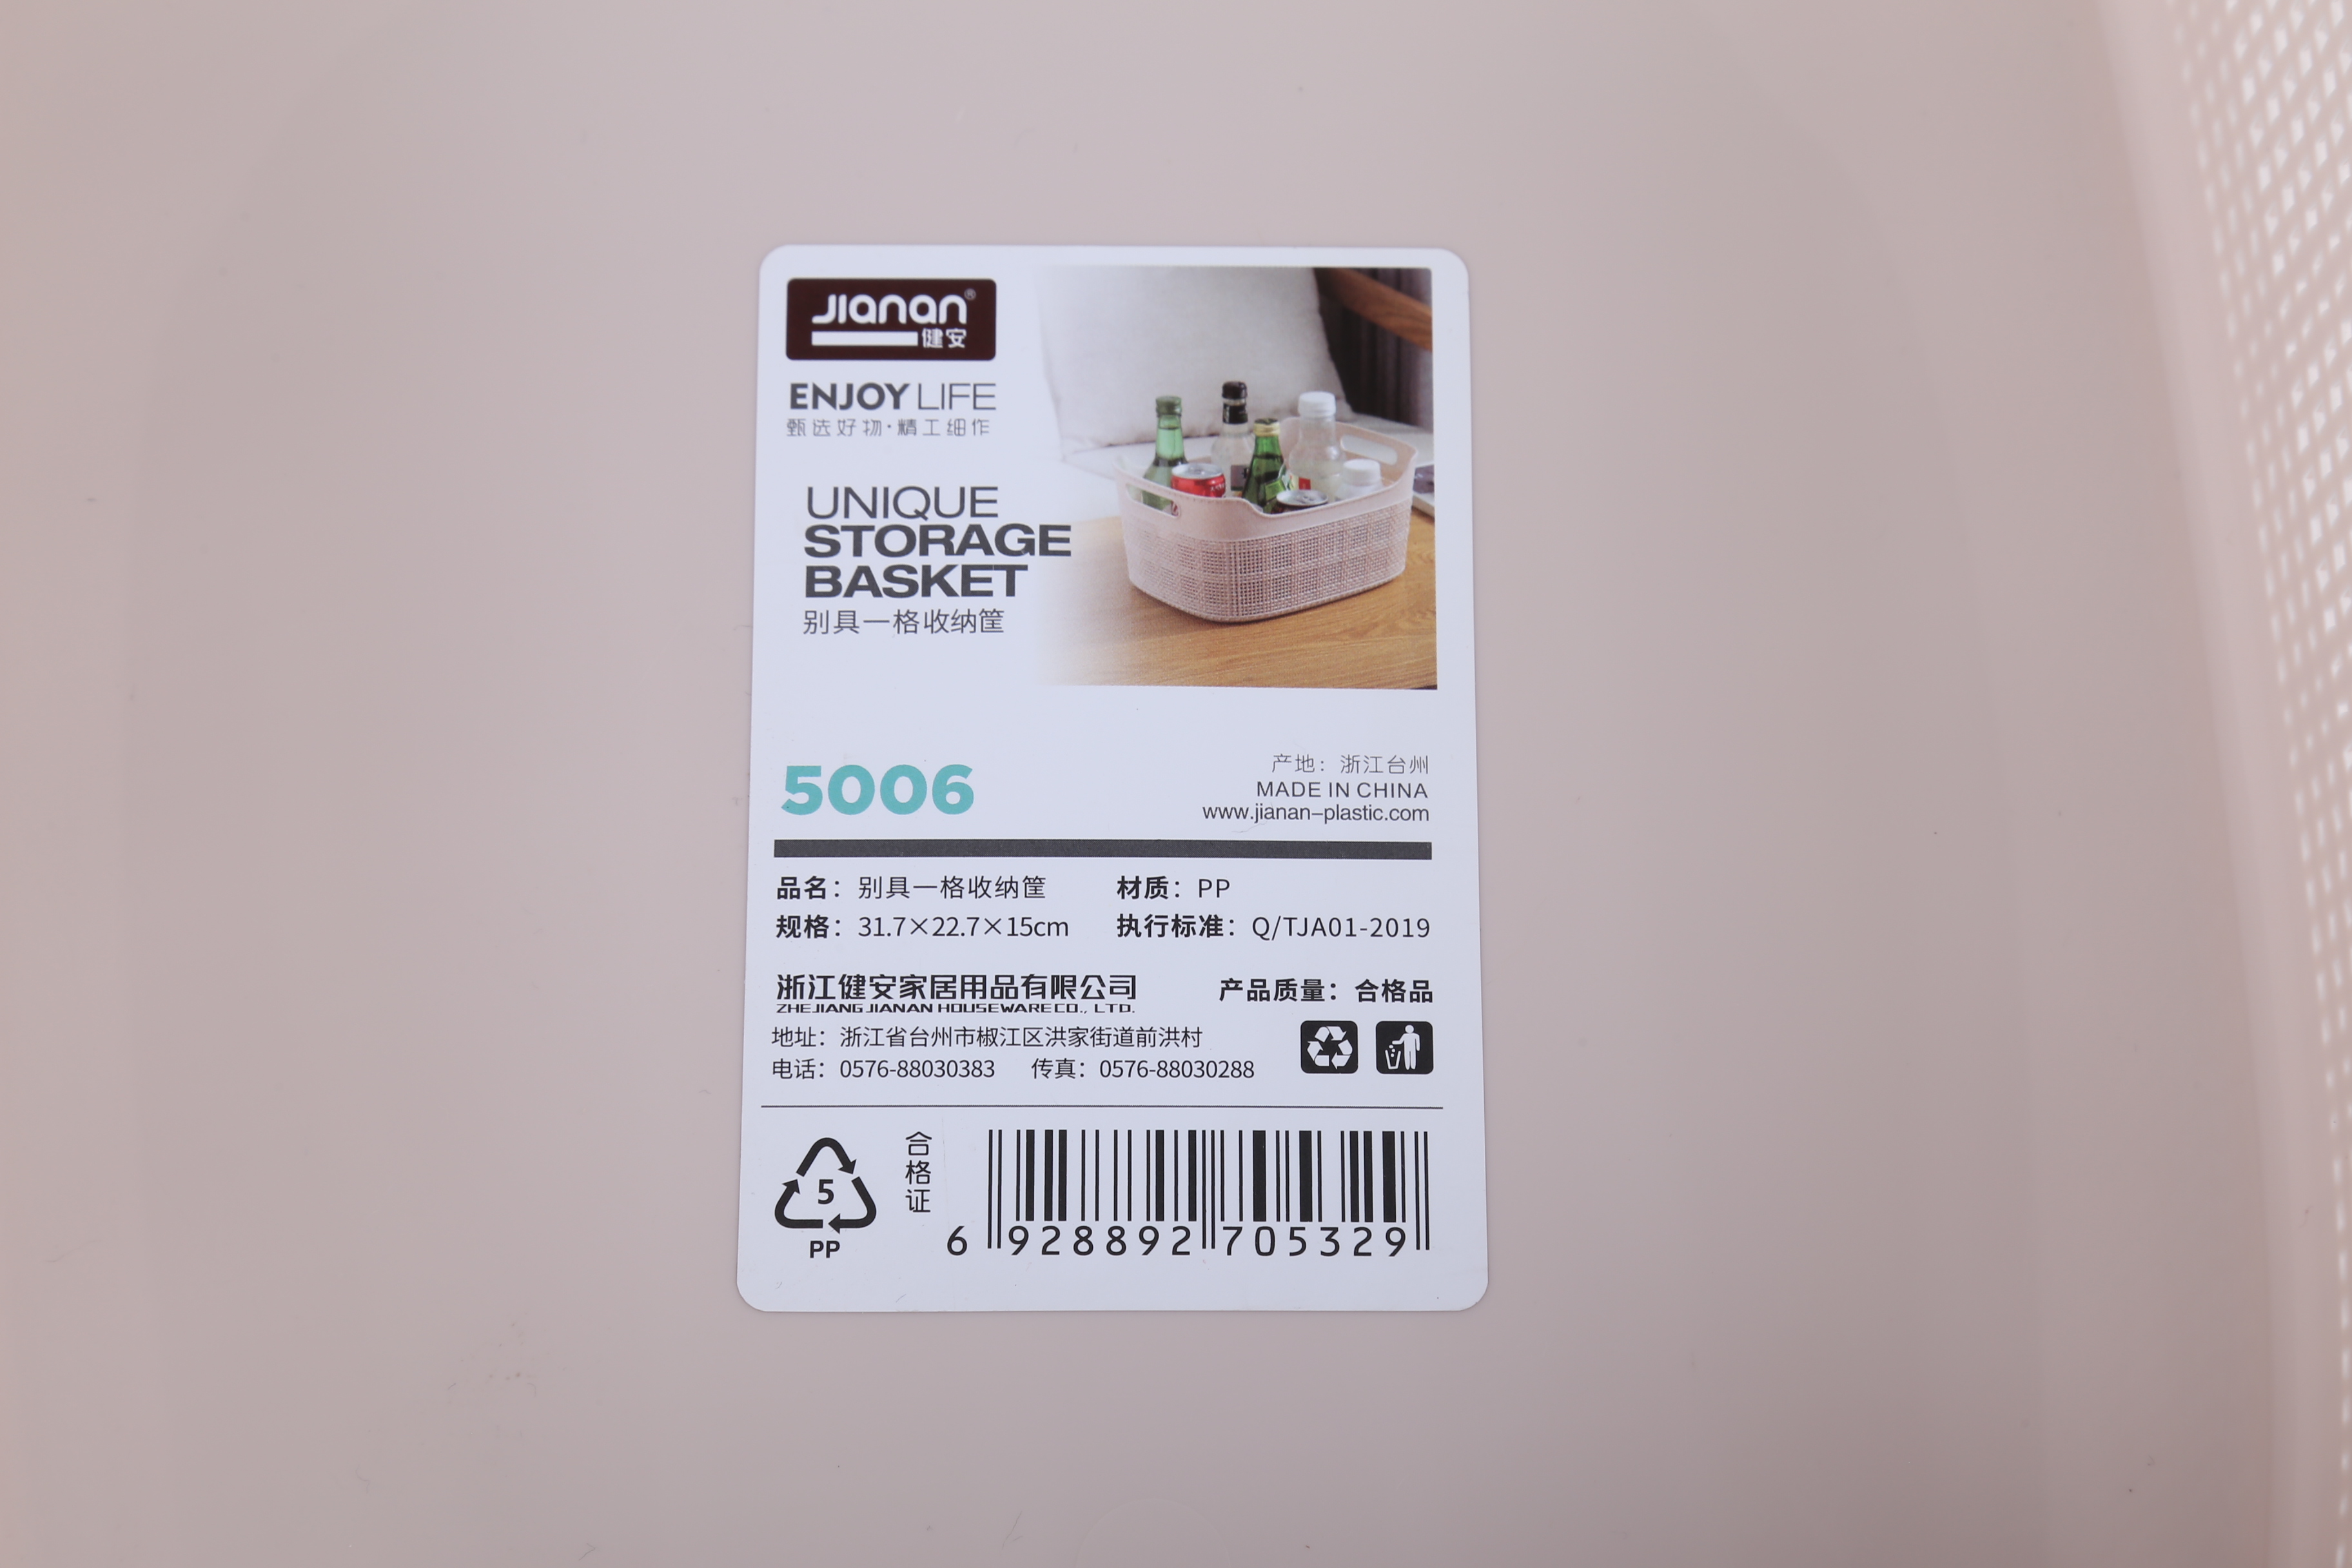 Jianan®
健安
ENJOY LIFE
甄选好物·精工细作
UNIQUE
STORAGE
BASKET
别具一格收纳筐
5006
产地：浙江台州
MADE IN CHINA
www.jianan-plastic.com
品名：别具一格收纳筐 材质：PP
规格：31.7×22.7×15cm 执行标准：Q/TJA01-2019
浙江健安家居用品有限公司 产品质量：合格品
ZHEJIANG JIANAN HOUSEWARE CO., LTD.
地址：浙江省台州市椒江区洪家街道前洪村
电话：0576-88030383 传真：0576-88030288
5
PP
合格证
6 928892 705329